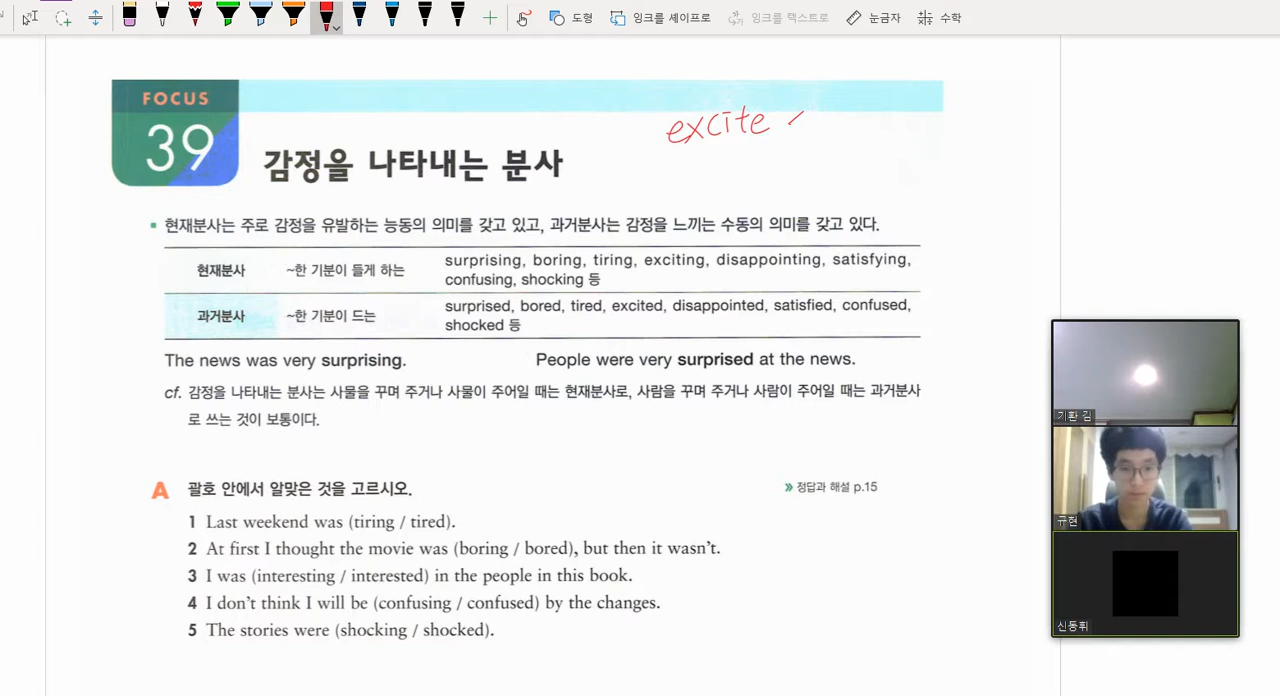 도형
잉크를 셰이프로
잉크를 텍스트로
눈금자
수학
FOCUS
39
감정을 나타내는 분사
excite
▪ 현재분사는 주로 감정을 유발하는 능동의 의미를 갖고 있고, 과거분사는 감정을 느끼는 수동의 의미를 갖고 있다.
현재분사 ~한 기분이 들게 하는 surprising, boring, tiring, exciting, disappointing, satisfying,
confusing, shocking 등
과거분사 ~한 기분이 드는 surprised, bored, tired, excited, disappointed, satisfied, confused,
shocked 등
The news was very surprising. People were very surprised at the news.
cf. 감정을 나타내는 분사는 사물을 꾸며 주거나 사물이 주어일 때는 현재분사로, 사람을 꾸며 주거나 사람이 주어일 때는 과거분사
로 쓰는 것이 보통이다.
A 괄호 안에서 알맞은 것을 고르시오. » 정답과 해설 p.15
1 Last weekend was (tiring / tired).
2 At first I thought the movie was (boring / bored), but then it wasn't.
3 I was (interesting / interested) in the people in this book.
4 I don't think I will be (confusing / confused) by the changes.
5 The stories were (shocking / shocked).
기환 김
규현
신동휘